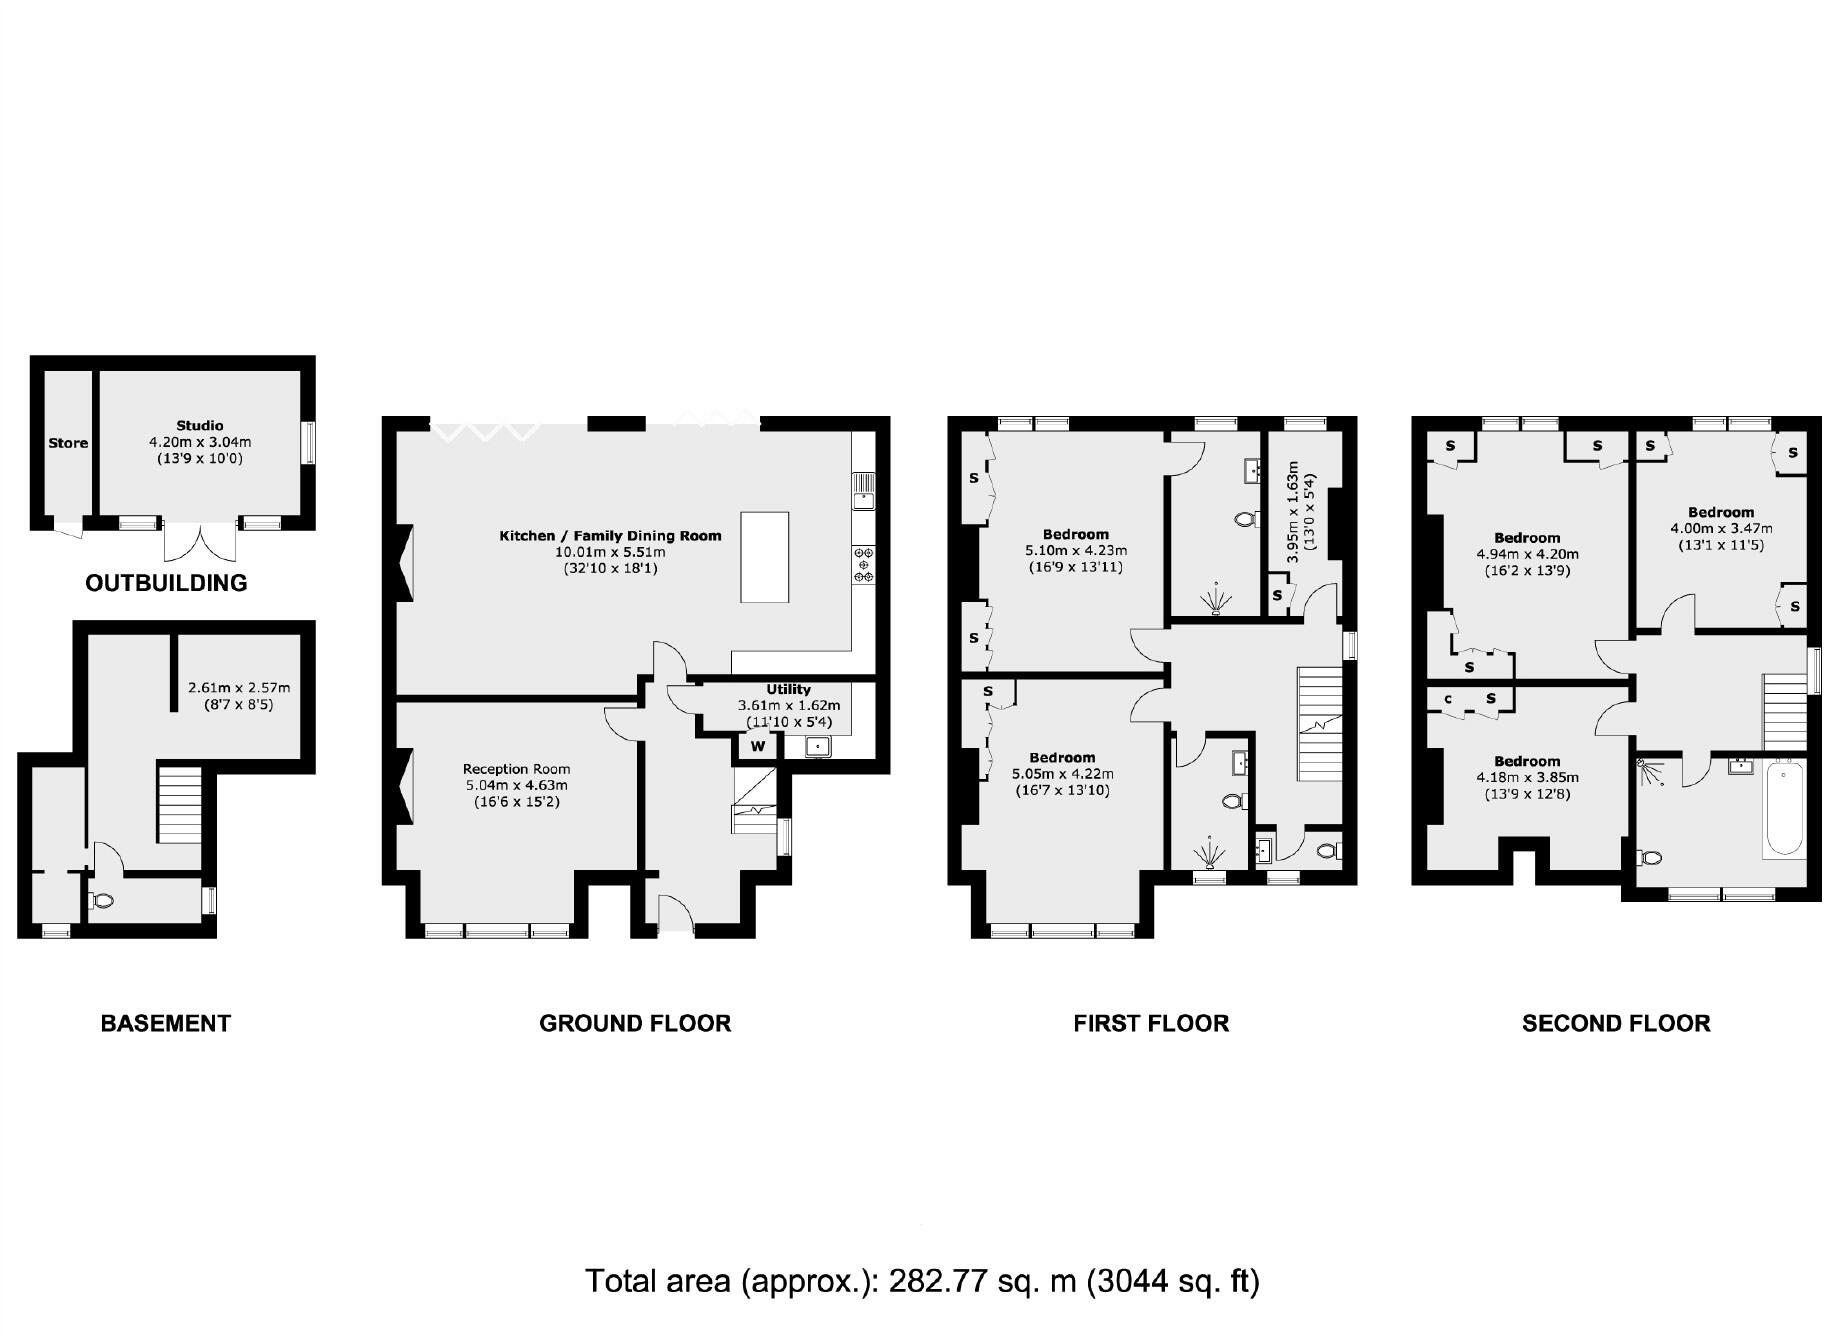 Store
Studio
4.20m x 3.04m
(13'9 x 10'0)
OUTBUILDING
2.61m x 2.57m
(8'7 x 8'5)
BASEMENT
Kitchen / Family Dining Room
10.01m x 5.51m
(32'10 x 18'1)
Utility
3.61m x 1.62m
(11'10 x 5'4)
W
Reception Room
5.04m x 4.63m
(16'6 x 15'2)
GROUND FLOOR
S
Bedroom
5.10m x 4.23m
(16'9 x 13'11)
S
3.95m x 1.63m
(13'0 x 5'4)
S
S
Bedroom
5.05m x 4.22m
(16'7 x 13'10)
FIRST FLOOR
S
S
Bedroom
4.94m x 4.20m
(16'2 x 13'9)
S
S
S
Bedroom
4.00m x 3.47m
(13'1 x 11'5)
S
C
S
Bedroom
4.18m x 3.85m
(13'9 x 12'8)
SECOND FLOOR
Total area (approx.): 282.77 sq. m (3044 sq. ft)